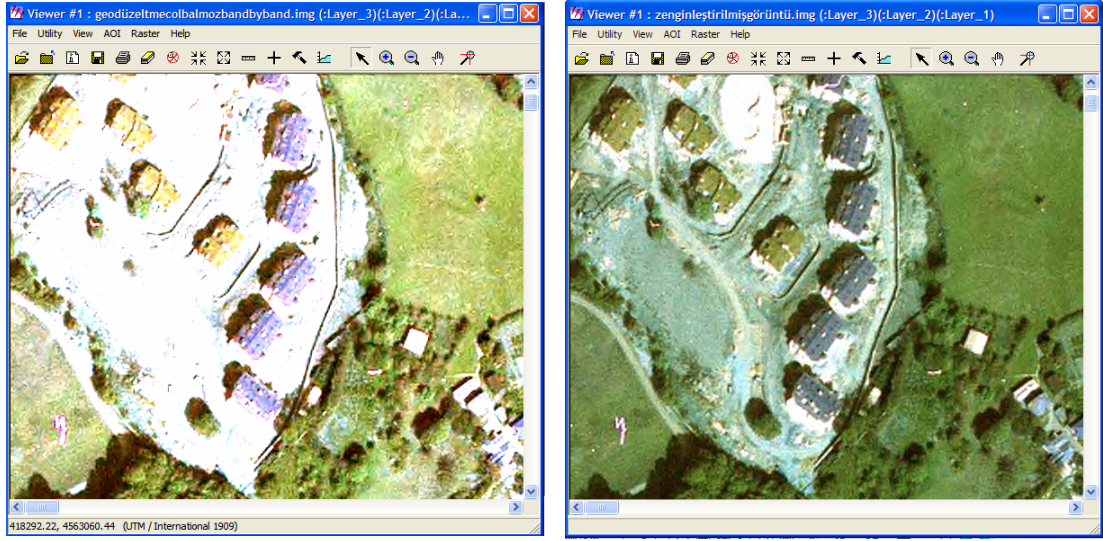 Viewer #1 : geodüzeltmecolbalmozbandbyband.img (:Layer_3)(:Layer_2)(:La...
File Utility View AOI Raster Help
418292.22, 4563060.44 (UTM / International 1909)
Viewer #1 : zenginleştirilmişgörüntü.img (:Layer_3)(:Layer_2)(:Layer_1)
File Utility View AOI Raster Help